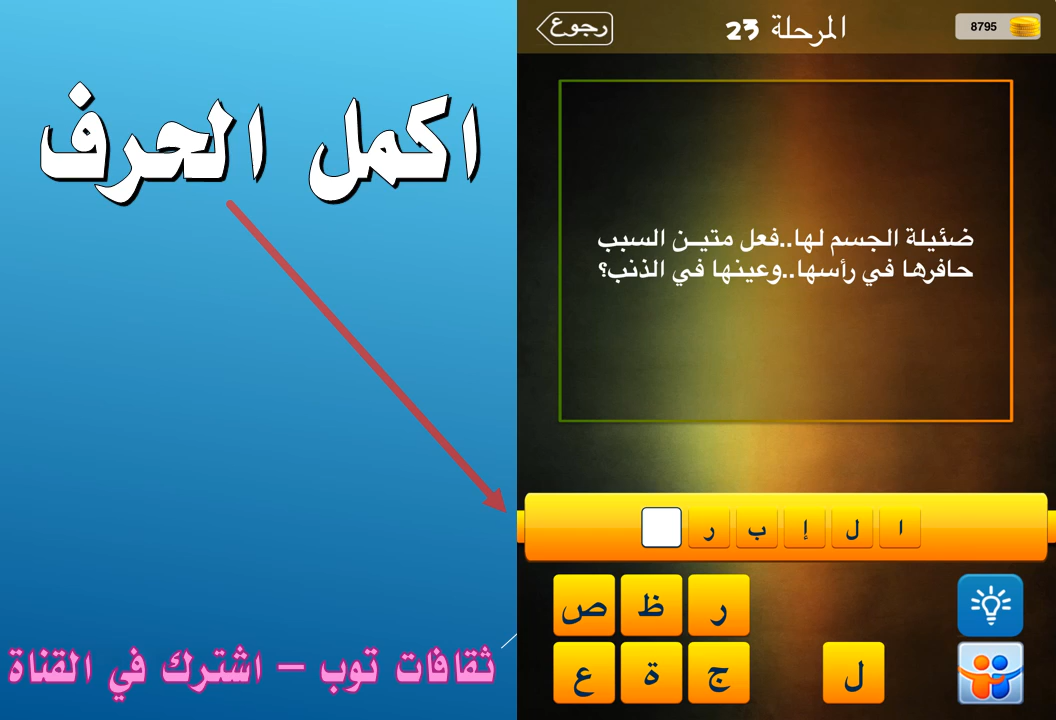 اكمل الحرف
ثقافات توب – اشترك في القناة
رجوع
المرحلة 23
8795
ضئيلة الجسم لها..فعل متيـن السبب
حافرها في رأسها..وعينها في الذنب؟
ا ل إ ب ر
ص ظ ر
ع ة ج ل